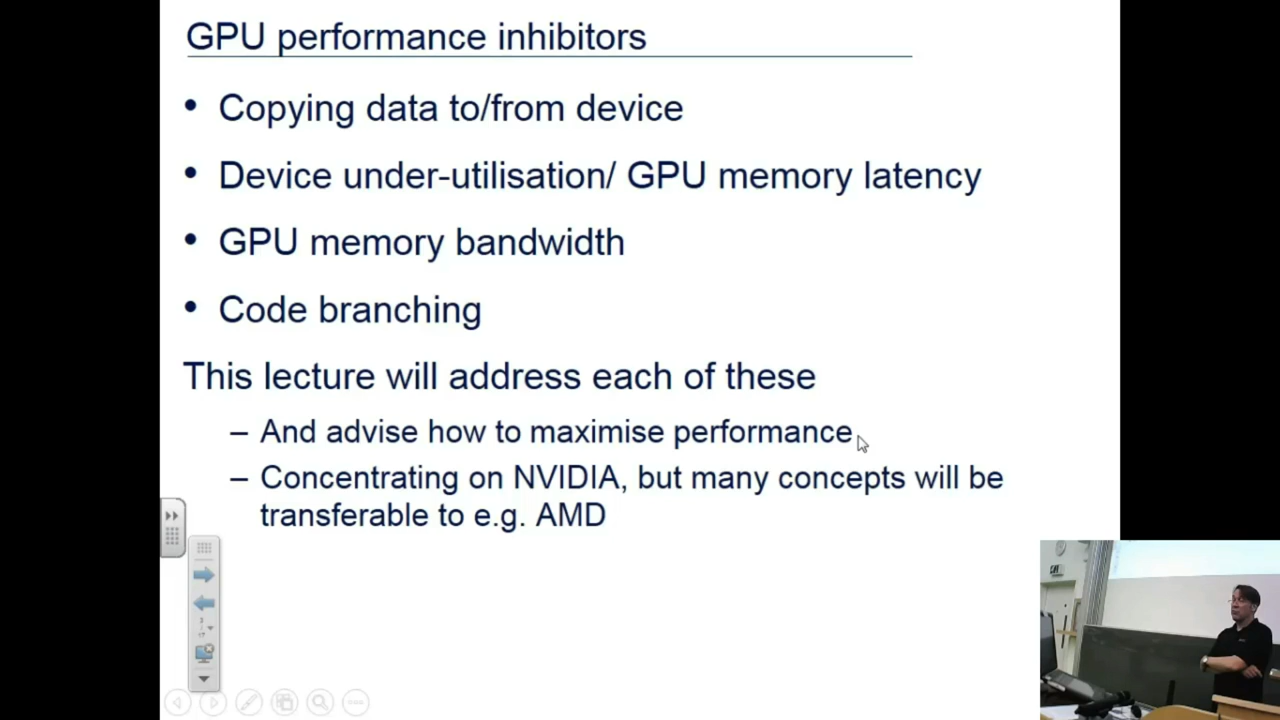 GPU performance inhibitors
• Copying data to/from device
• Device under-utilisation/ GPU memory latency
• GPU memory bandwidth
• Code branching
This lecture will address each of these
– And advise how to maximise performance
– Concentrating on NVIDIA, but many concepts will be
transferable to e.g. AMD